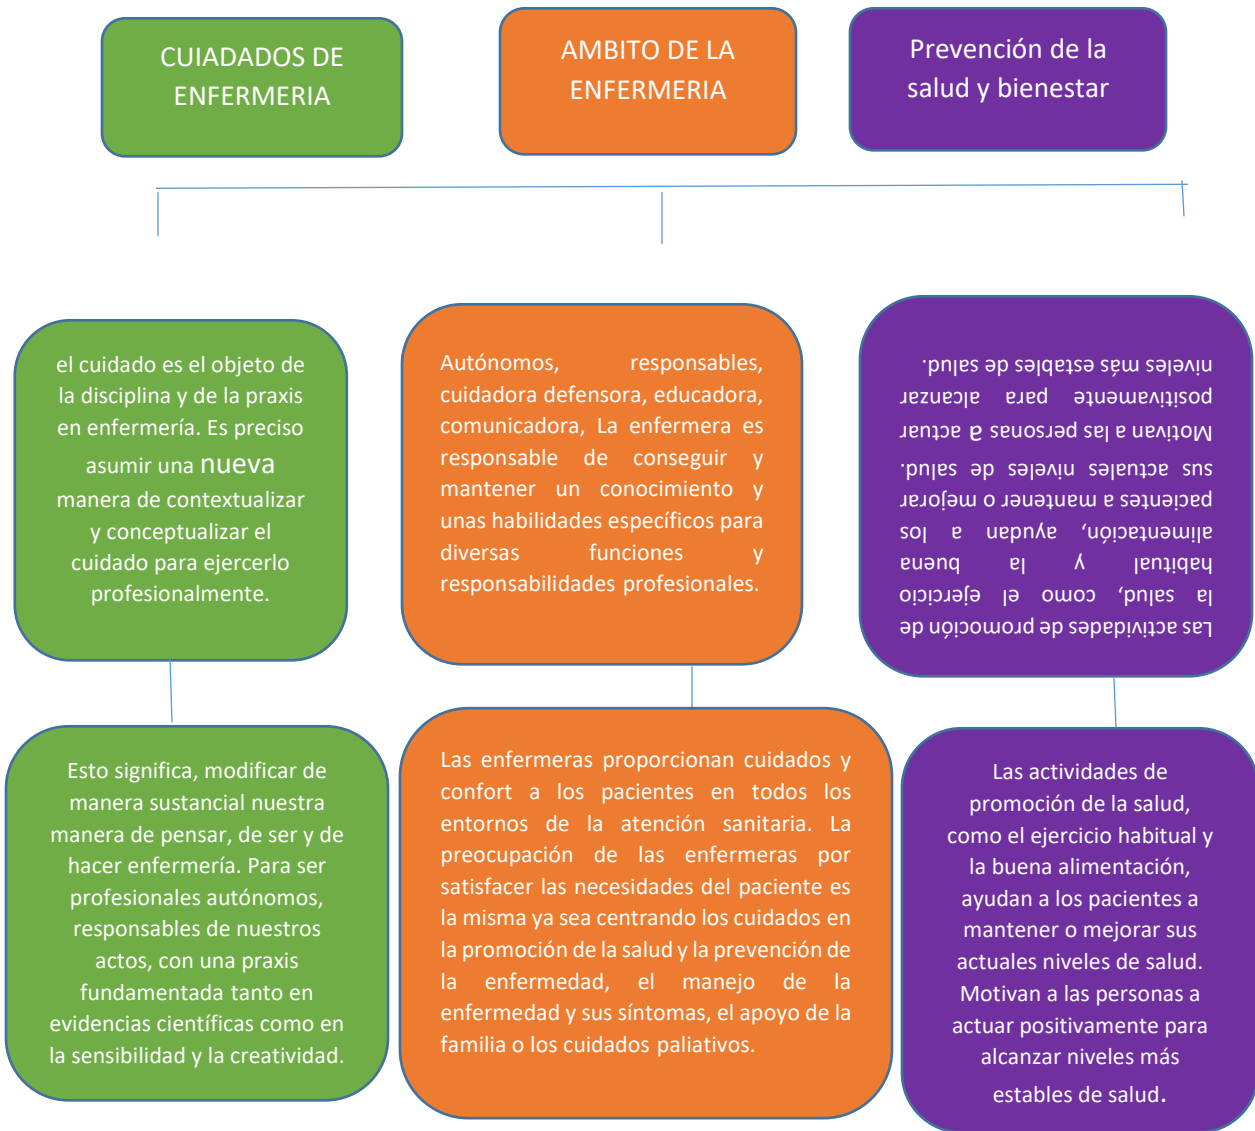 CUIADADOS DE
ENFERMERIA
AMBITO DE LA
ENFERMERIA
Prevención de la
salud y bienestar
el cuidado es el objeto de
la disciplina y de la praxis
en enfermería. Es preciso
asumir una nueva
manera de contextualizar
y conceptualizar el
cuidado para ejercerlo
profesionalmente.
Autónomos, responsables,
cuidadora defensora, educadora,
comunicadora, La enfermera es
responsable de conseguir y
mantener un conocimiento y
unas habilidades específicos para
diversas funciones y
responsabilidades profesionales.
Las actividades de promoción de
la salud, como el ejercicio
habitual y la buena
alimentación, ayudan a los
pacientes a mantener o mejorar
sus actuales niveles de salud.
Motivan a las personas a actuar
positivamente para alcanzar
niveles más estables de salud.
Esto significa, modificar de
manera sustancial nuestra
manera de pensar, de ser y de
hacer enfermería. Para ser
profesionales autónomos,
responsables de nuestros
actos, con una praxis
fundamentada tanto en
evidencias científicas como en
la sensibilidad y la creatividad.
Las enfermeras proporcionan cuidados y
confort a los pacientes en todos los
entornos de la atención sanitaria. La
preocupación de las enfermeras por
satisfacer las necesidades del paciente es
la misma ya sea centrando los cuidados en
la promoción de la salud y la prevención de
la enfermedad, el manejo de la
enfermedad y sus síntomas, el apoyo de la
familia o los cuidados paliativos.
Las actividades de
promoción de la salud,
como el ejercicio habitual y
la buena alimentación,
ayudan a los pacientes a
mantener o mejorar sus
actuales niveles de salud.
Motivan a las personas a
actuar positivamente para
alcanzar niveles más
estables de salud.